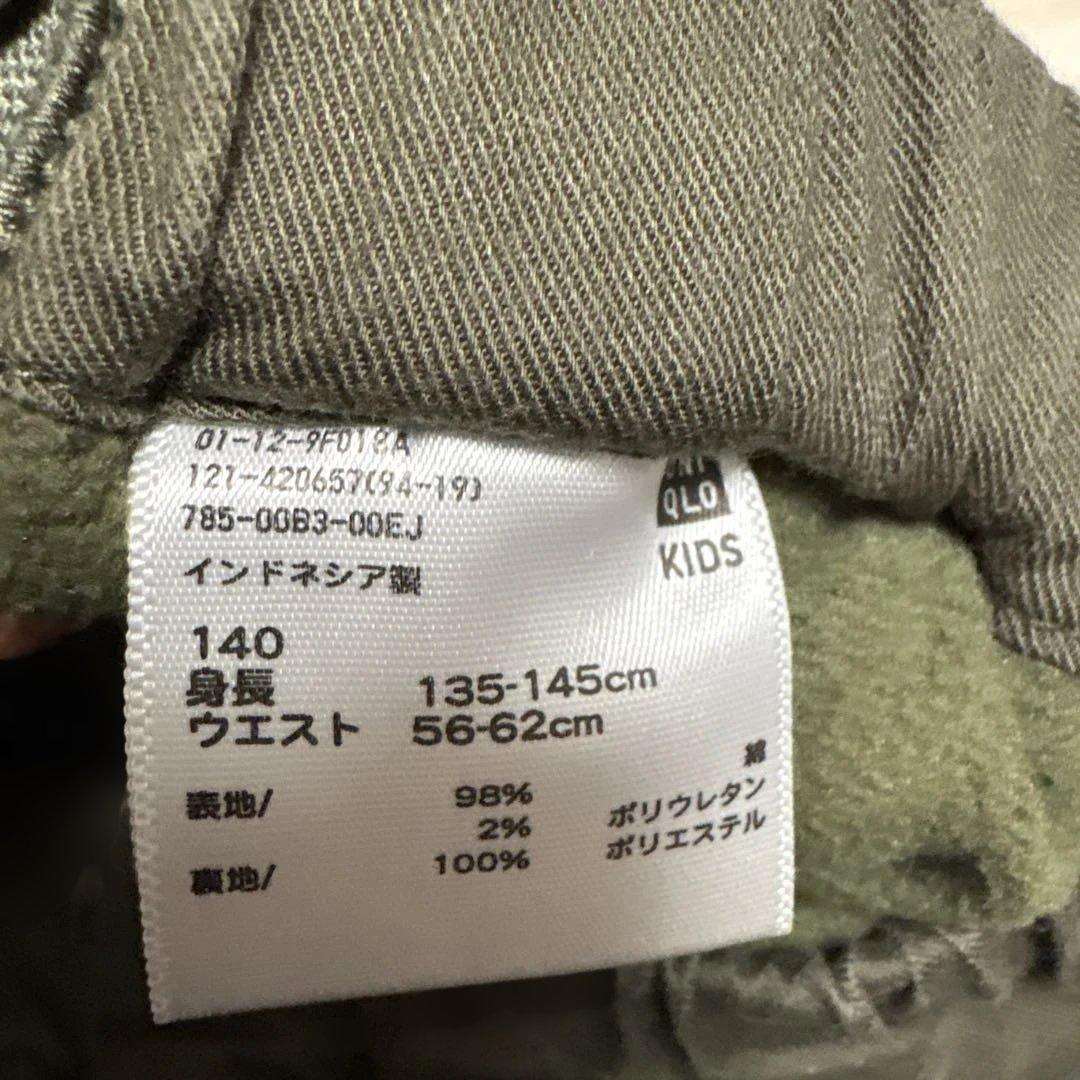 01-12-9F018A
121-420657(94-19)
785-00B3-00EJ
インドネシア製
QLO
KIDS
140
身長 135-145cm
ウエスト 56-62cm
表地/ 98% 綿
2% ポリウレタン
裏地/ 100% ポリエステル